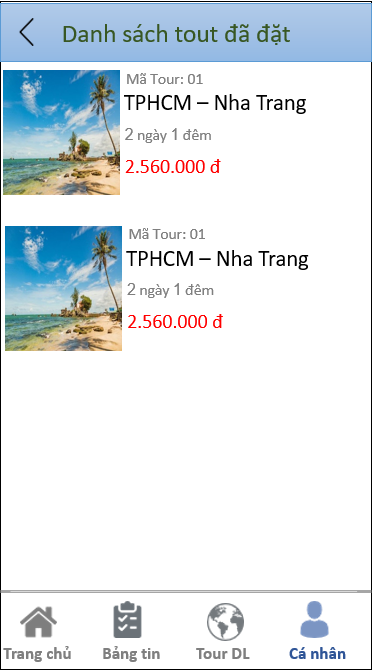 Danh sách tout đã đặt
Mã Tour: 01
TPHCM – Nha Trang
2 ngày 1 đêm
2.560.000 đ
Mã Tour: 01
TPHCM – Nha Trang
2 ngày 1 đêm
2.560.000 đ
Trang chủ Bảng tin Tour DL Cá nhân